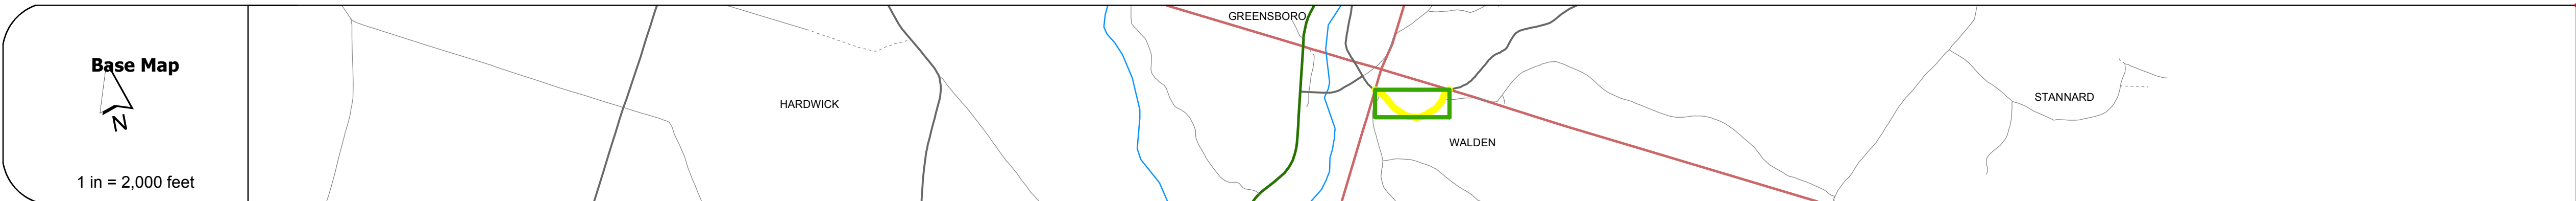 Base Map
N
1 in = 2,000 feet
GREENSBORO
HARDWICK
WALDEN
STANNARD